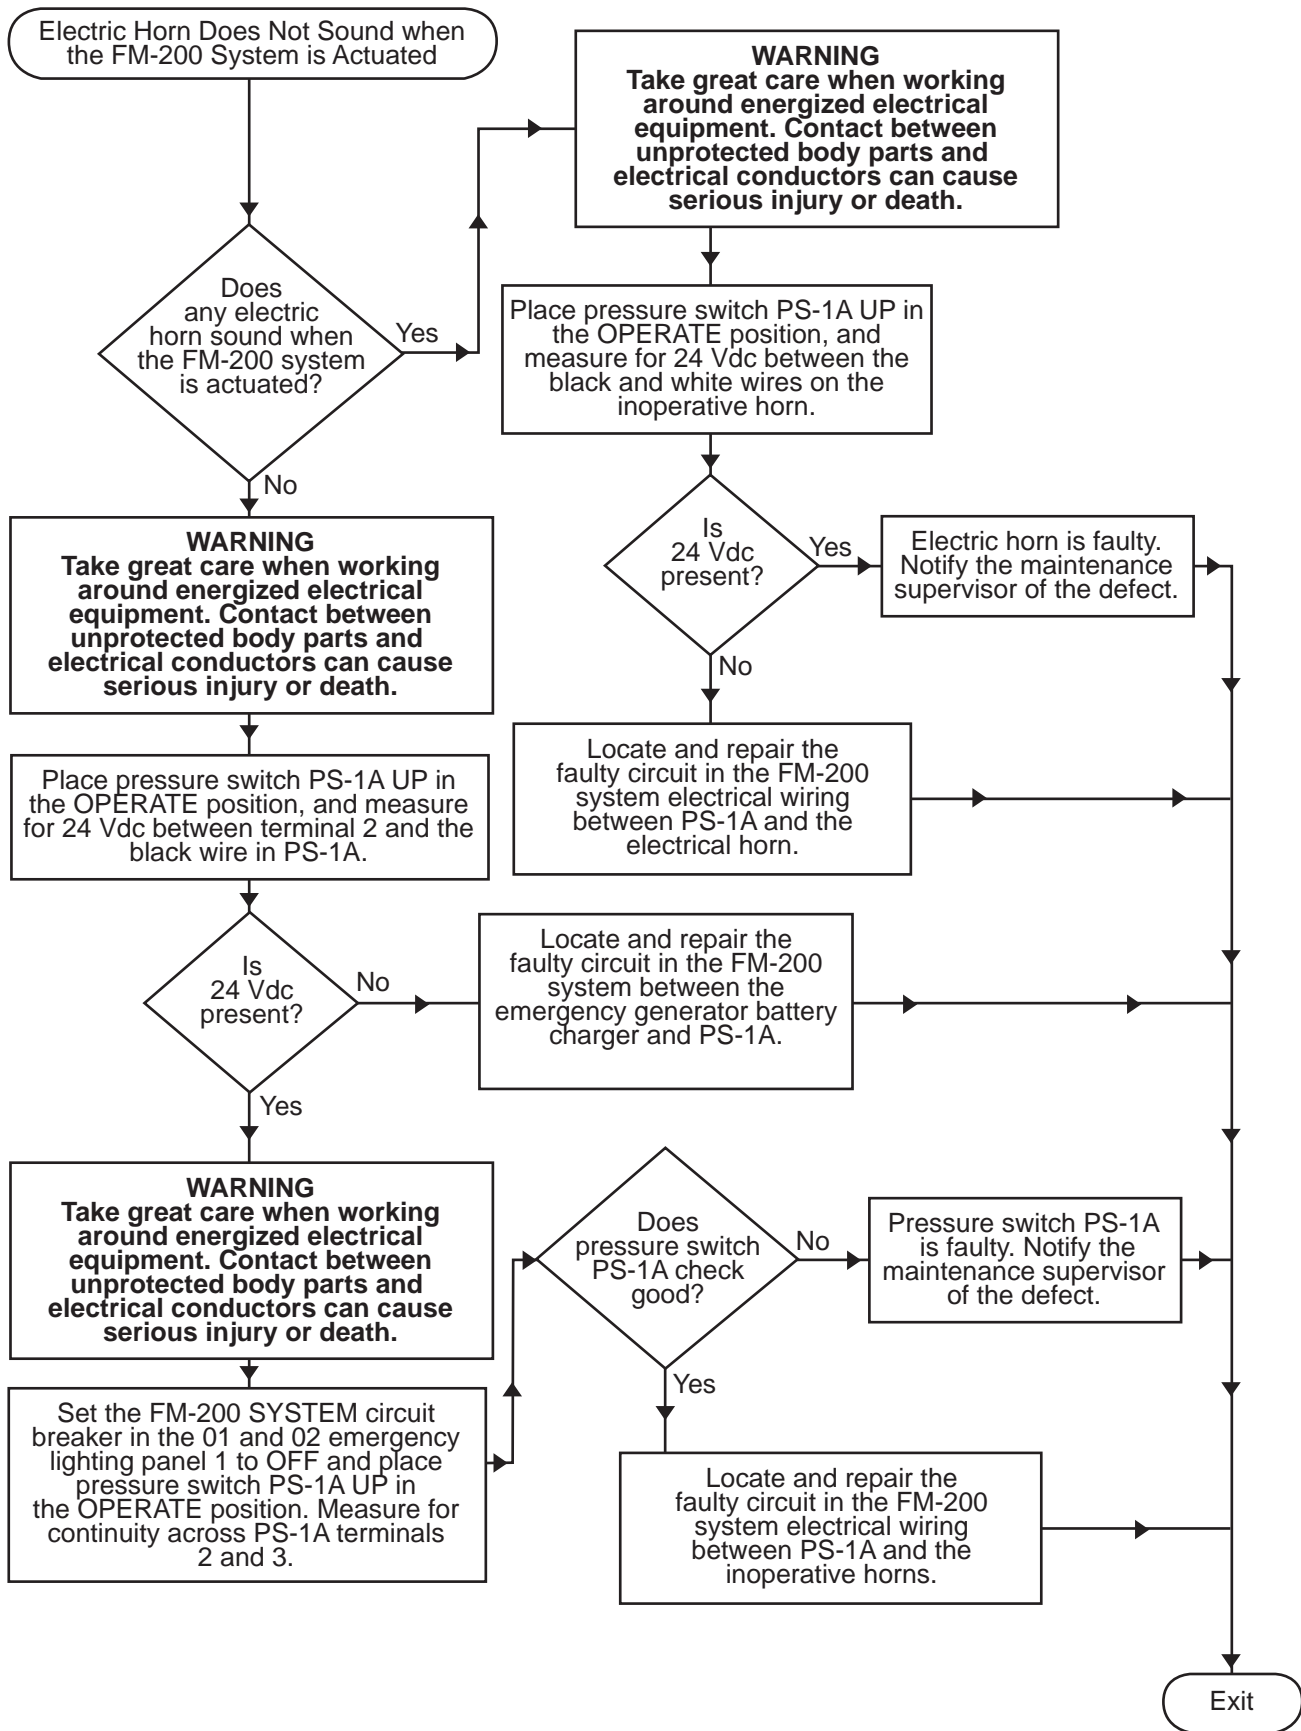 Electric Horn Does Not Sound when
the FM-200 System is Actuated
WARNING
Take great care when working
around energized electrical
equipment. Contact between
unprotected body parts and
electrical conductors can cause
serious injury or death.
Does
any electric
horn sound when
the FM-200 system
is actuated?
Yes
Place pressure switch PS-1A UP in
the OPERATE position, and
measure for 24 Vdc between the
black and white wires on the
inoperative horn.
No
Is
24 Vdc
present?
Yes
Electric horn is faulty.
Notify the maintenance
supervisor of the defect.
WARNING
Take great care when working
around energized electrical
equipment. Contact between
unprotected body parts and
electrical conductors can cause
serious injury or death.
No
Locate and repair the
faulty circuit in the FM-200
system electrical wiring
between PS-1A and the
electrical horn.
Place pressure switch PS-1A UP in
the OPERATE position, and measure
for 24 Vdc between terminal 2 and the
black wire in PS-1A.
Is
24 Vdc
present?
No
Locate and repair the
faulty circuit in the FM-200
system between the
emergency generator battery
charger and PS-1A.
Yes
WARNING
Take great care when working
around energized electrical
equipment. Contact between
unprotected body parts and
electrical conductors can cause
serious injury or death.
Does
pressure switch
PS-1A check
good?
No
Pressure switch PS-1A
is faulty. Notify the
maintenance supervisor
of the defect.
Yes
Set the FM-200 SYSTEM circuit
breaker in the 01 and 02 emergency
lighting panel 1 to OFF and place
pressure switch PS-1A UP in
the OPERATE position. Measure for
continuity across PS-1A terminals
2 and 3.
Locate and repair the
faulty circuit in the FM-200
system electrical wiring
between PS-1A and the
inoperative horns.
Exit